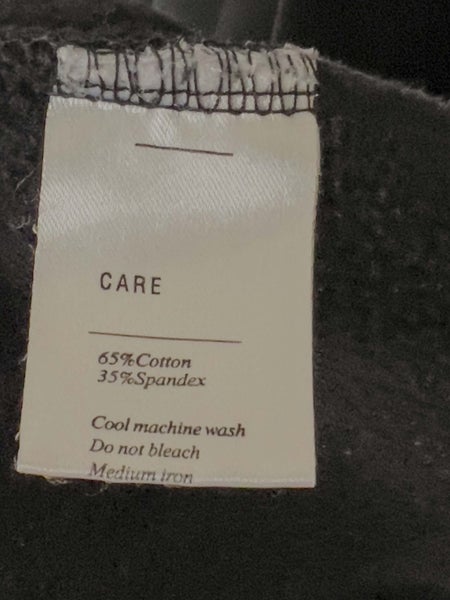 CARE
65%Cotton
35%Spandex
Cool machine wash
Do not bleach
Medium iron